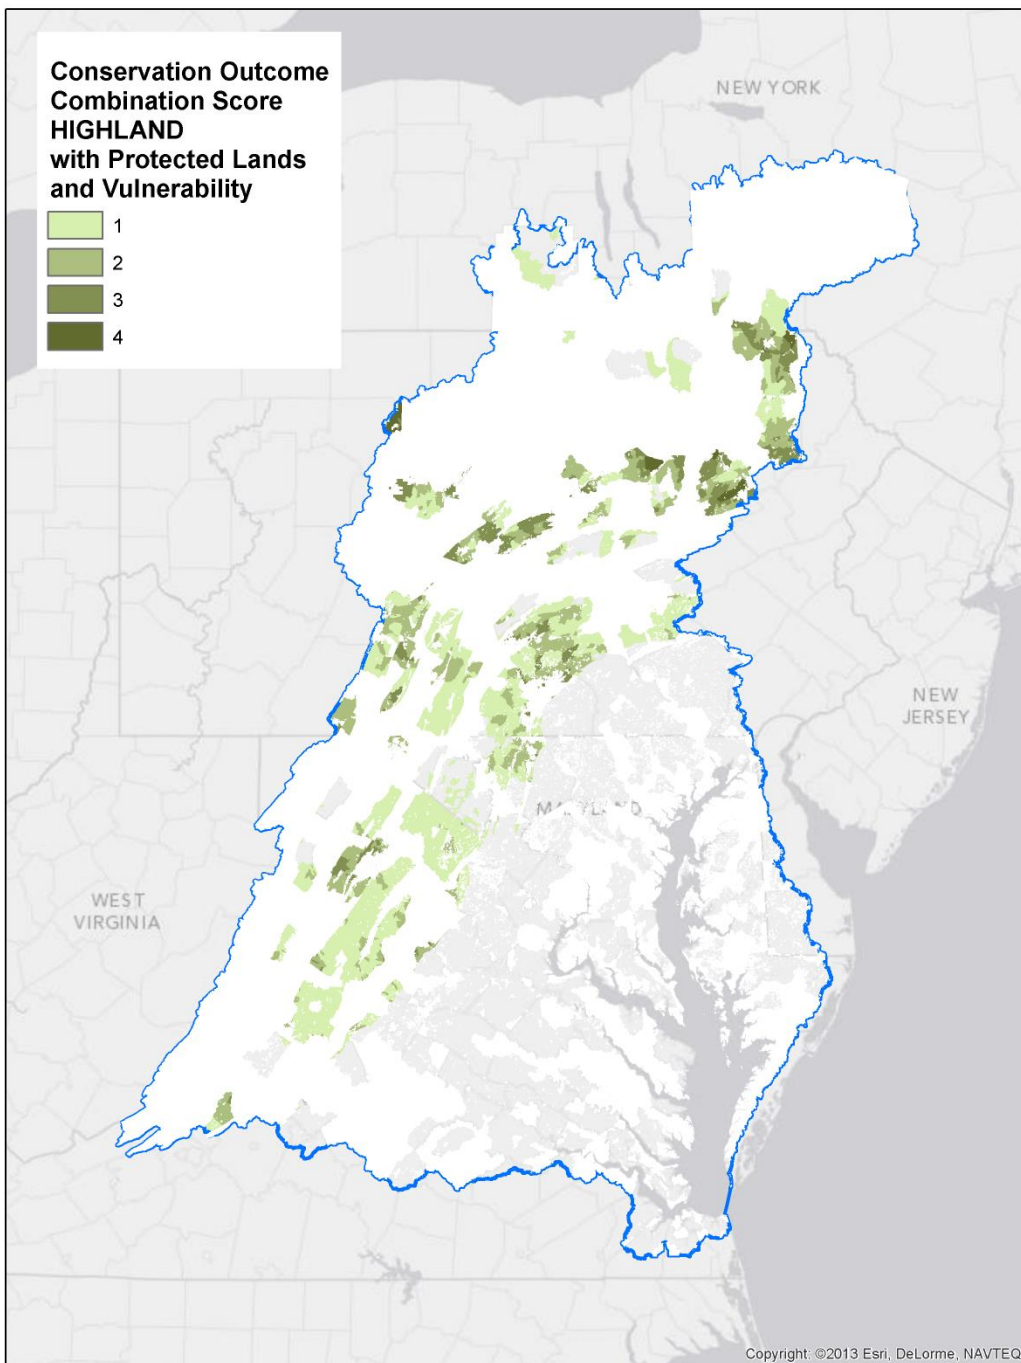 Conservation Outcome
Combination Score
HIGHLAND
with Protected Lands
and Vulnerability
1
2
3
4
NEW YORK
NEW
JERSEY
MARYLAND
WEST
VIRGINIA
Copyright: ©2013 Esri, DeLorme, NAVTEQ